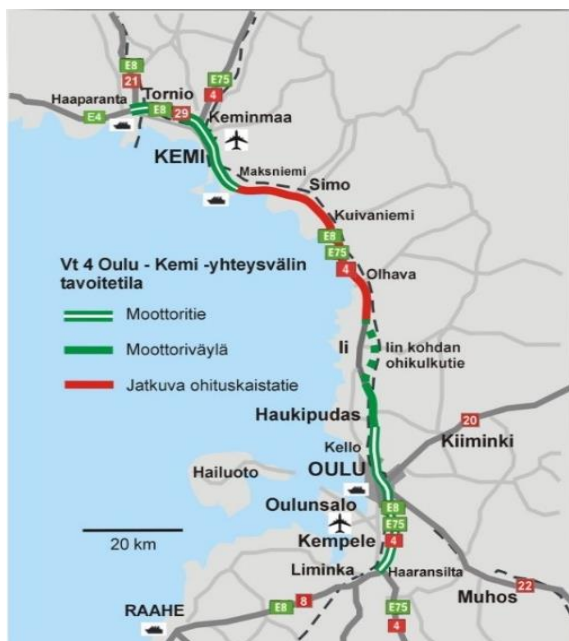 E8
21
Tornio
E75
4
Haaparanta
E4
E8
29
Keminmaa
KEMI
Maksniemi
Simo
Kuivaniemi
E8
E75
4
Olhava
Vt 4 Oulu - Kemi -yhteysvälin
tavoitetila
Moottoritie
Moottoriväylä
Jatkuva ohituskaistatie
Ii
Iin kohdan
ohikulkutie
Haukipudas
20
Kiiminki
Kello
OULU
Hailuoto
Oulunsalo
E8
E75
Kempele
4
20 km
Liminka
Haaransilta
22
Muhos
E8
8
E75
4
RAAHE